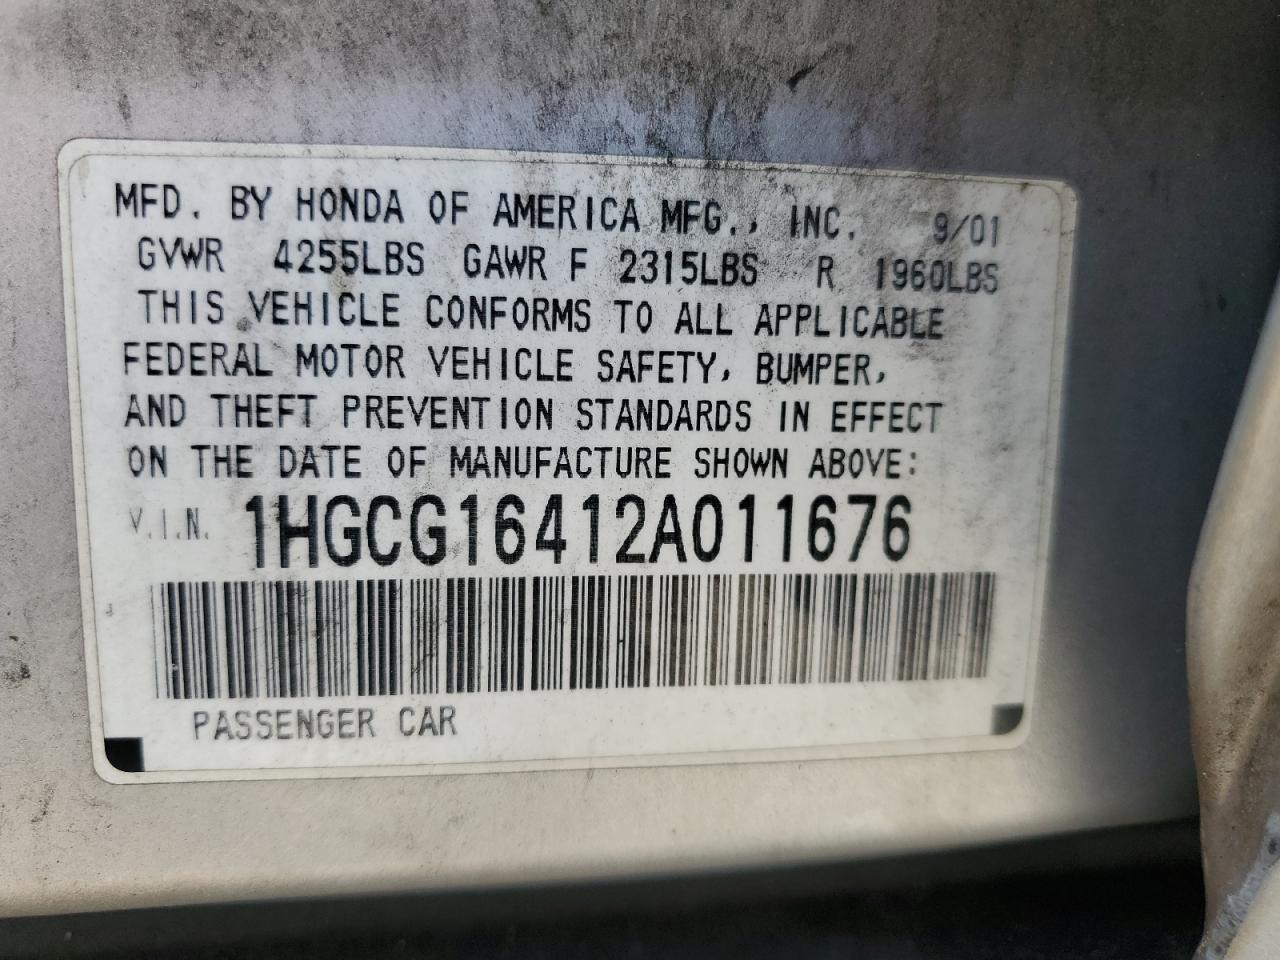 MFD. BY HONDA OF AMERICA MFG., INC. 9/01
GVWR 4255LBS GAWR F 2315LBS R 1960LBS
THIS VEHICLE CONFORMS TO ALL APPLICABLE
FEDERAL MOTOR VEHICLE SAFETY, BUMPER,
AND THEFT PREVENTION STANDARDS IN EFFECT
ON THE DATE OF MANUFACTURE SHOWN ABOVE:
V.I.N. 1HGCG16412A011676
PASSENGER CAR